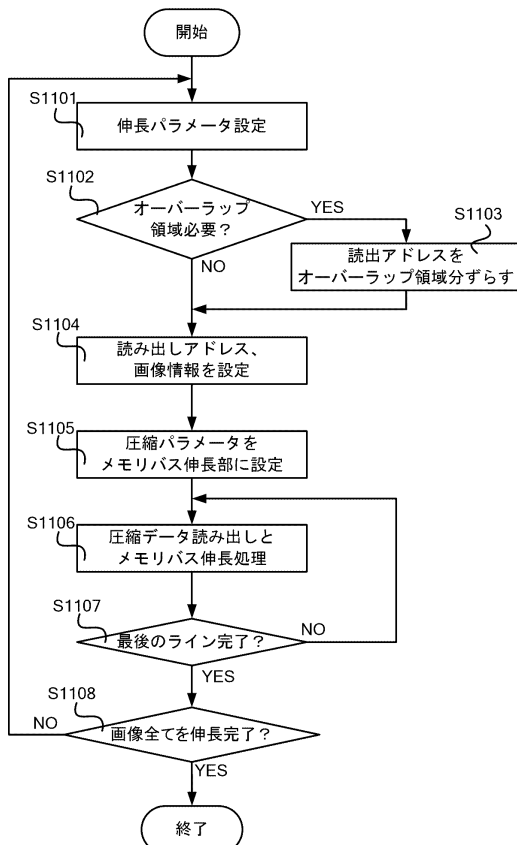 開始
S1101
伸長パラメータ設定
S1102
オーバーラップ
領域必要？
YES
NO
S1103
読出アドレスを
オーバーラップ領域分ずらす
S1104
読み出しアドレス、
画像情報を設定
S1105
圧縮パラメータを
メモリバス伸長部に設定
S1106
圧縮データ読み出しと
メモリバス伸長処理
S1107
最後のライン完了？
NO
YES
S1108
画像全てを伸長完了？
NO
YES
終了